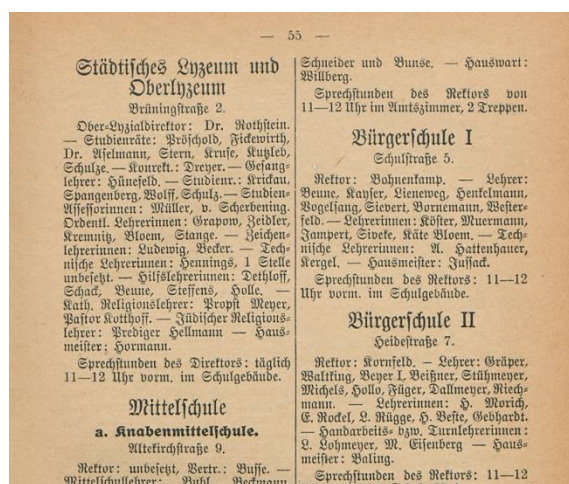 — 55 —
Städtisches Lyzeum und
Oberlyzeum
Brüningstraße 2.
Ober-Lyzialdirektor: Dr. Rothstein.
— Studienräte: Pröschold, Fickewirth,
Dr. Aselmann, Stern, Kruse, Kutzleb,
Schulze. — Konrekt.: Dreyer. — Gesang-
lehrer: Hünefeld. — Studienr.: Krickau,
Spangenberg, Wolff, Schulz. — Studien-
Assessorinnen: Müller, v. Scherbening.
Ordentl. Lehrerinnen: Grapow, Zeidler,
Kremnitz, Bloem, Stange. — Zeichen-
lehrerinnen: Ludewig, Becker. — Tech-
nische Lehrerinnen: Hennings, 1 Stelle
unbesetzt. — Hilfslehrerinnen: Dethloff,
Schack, Beune, Steffens, Holle. —
Kath. Religionslehrer: Propst Meyer,
Pastor Kotthoff. — Jüdischer Religions-
lehrer: Prediger Hellmann — Haus-
meister: Hormann.
Sprechstunden des Direktors: täglich
11—12 Uhr vorm. im Schulgebäude.
Mittelschule
a. Knabenmittelschule.
Altekirchstraße 9.
Rektor: unbesetzt, Vertr.: Busse. —
Mittelschullehrer: Buhl, Beckmann
Schneider und Bunse. — Hauswart:
Willberg.
Sprechstunden des Rektors von
11—12 Uhr im Amtszimmer, 2 Treppen.
Bürgerschule I
Schulstraße 5.
Rektor: Bahnenkamp. — Lehrer:
Beune, Kayser, Lieneweg, Henkelmann,
Vogelsang, Sievert, Bornemann, Wester-
feld. — Lehrerinnen: Köster, Muermann,
Jampert, Siveke, Käte Bloem. — Tech-
nische Lehrerinnen: A. Hattenhauer,
Kergel. — Hausmeister: Jussack.
Sprechstunden des Rektors: 11—12
Uhr vorm. im Schulgebäude.
Bürgerschule II
Heidestraße 7.
Rektor: Kornfeld. — Lehrer: Gräper,
Waltking, Beyer I, Beißner, Stühmeyer,
Michels, Hollo, Füger, Dallmeyer, Riech-
mann. — Lehrerinnen: H. Morich,
E. Rockel, L. Rügge, H. Beste, Gebhardt.
— Handarbeits- bzw. Turnlehrerinnen:
L. Lohmeyer, M. Eisenberg — Haus-
meister: Baling.
Sprechstunden des Rektors: 11—12